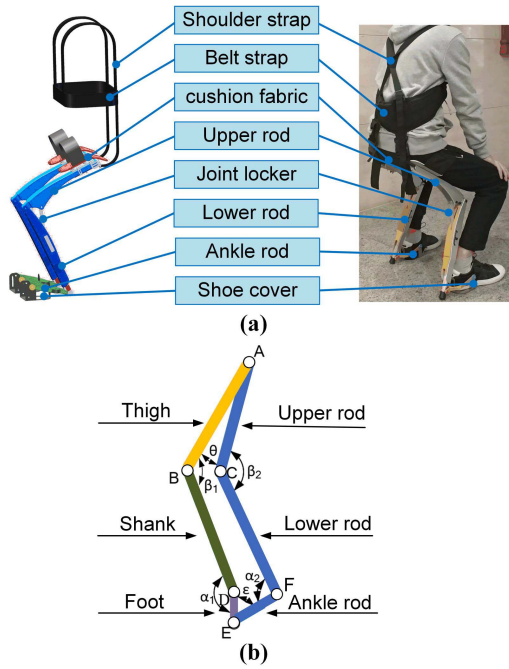 Shoulder strap
Belt strap
cushion fabric
Upper rod
Joint locker
Lower rod
Ankle rod
Shoe cover
(a)
A
Thigh
Upper rod
θ
B
C
β1
β2
Shank
Lower rod
α1
D
ε
α2
F
Foot
Ankle rod
E
(b)